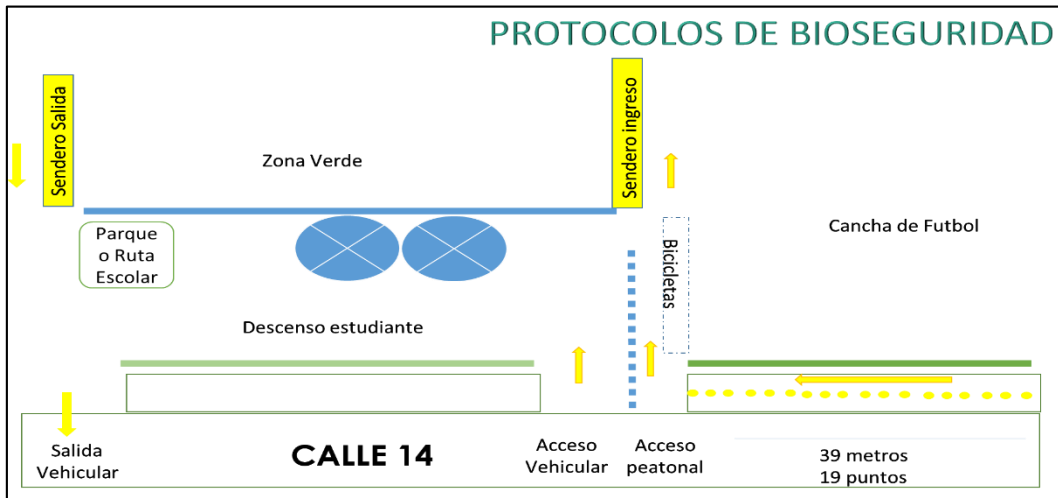 PROTOCOLOS DE BIOSEGURIDAD
Sendero Salida
Sendero ingreso
Zona Verde
Cancha de Futbol
Parque
o Ruta
Escolar
Bicicletas
Descenso estudiante
Salida
Vehicular
CALLE 14
Acceso
Vehicular
Acceso
peatonal
39 metros
19 puntos